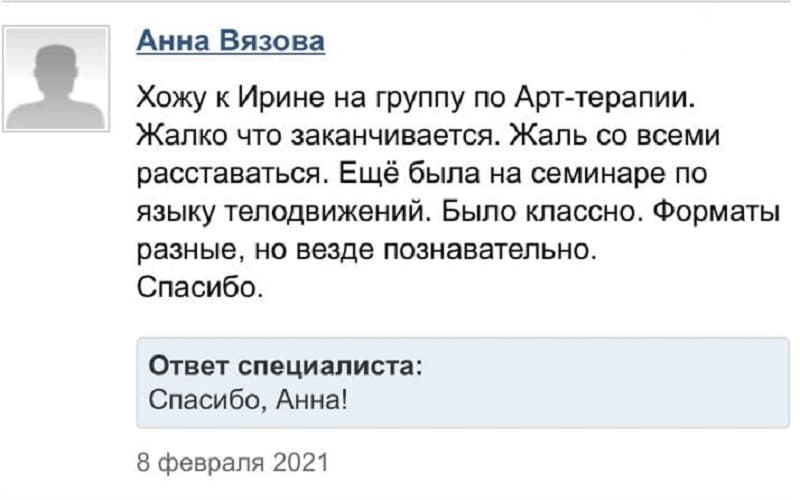 Анна Вязова
Хожу к Ирине на группу по Арт-терапии.
Жалко что заканчивается. Жаль со всеми
расставаться. Ещё была на семинаре по
языку телодвижений. Было классно. Форматы
разные, но везде познавательно.
Спасибо.
Ответ специалиста:
Спасибо, Анна!
8 февраля 2021